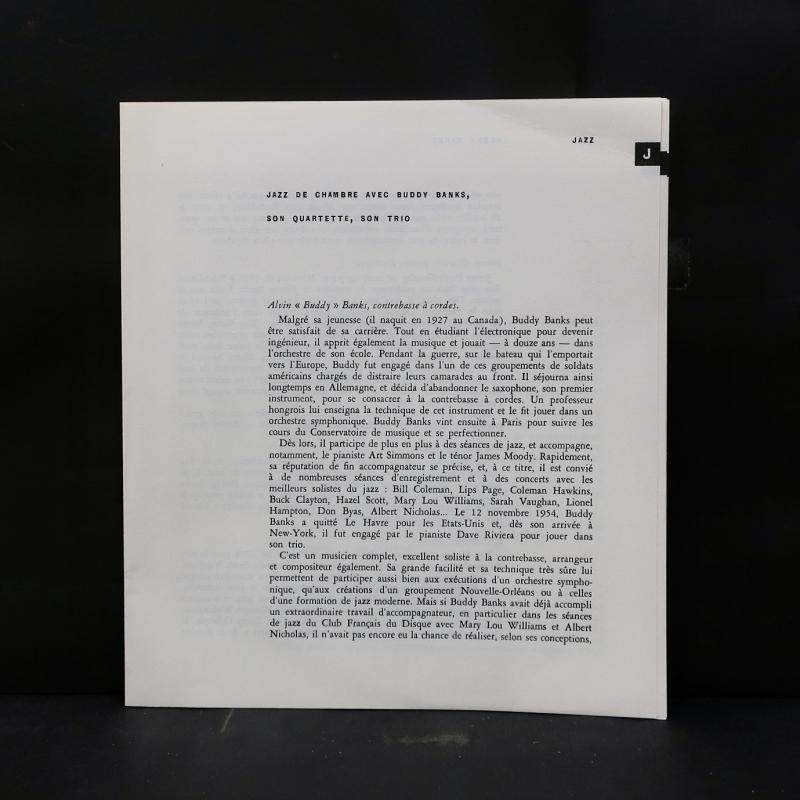 JAZZ
J
JAZZ DE CHAMBRE AVEC BUDDY BANKS,
SON QUARTETTE, SON TRIO
Alvin « Buddy » Banks, contrebasse à cordes.
Malgré sa jeunesse (il naquit en 1927 au Canada), Buddy Banks peut
être satisfait de sa carrière. Tout en étudiant l'électronique pour devenir
ingénieur, il apprit également la musique et jouait — à douze ans — dans
l'orchestre de son école. Pendant la guerre, sur le bateau qui l'emportait
vers l'Europe, Buddy fut engagé dans l'un de ces groupements de soldats
américains chargés de distraire leurs camarades au front. Il séjourna ainsi
longtemps en Allemagne, et décida d'abandonner le saxophone, son premier
instrument, pour se consacrer à la contrebasse à cordes. Un professeur
hongrois lui enseigna la technique de cet instrument et le fit jouer dans un
orchestre symphonique. Buddy Banks vint ensuite à Paris pour suivre les
cours du Conservatoire de musique et se perfectionner.
Dès lors, il participe de plus en plus à des séances de jazz, et accompagne,
notamment, le pianiste Art Simmons et le ténor James Moody. Rapidement,
sa réputation de fin accompagnateur se précise, et, à ce titre, il est convié
à de nombreuses séances d'enregistrement et à des concerts avec les
meilleurs solistes du jazz : Bill Coleman, Lips Page, Coleman Hawkins,
Buck Clayton, Hazel Scott, Mary Lou Williams, Sarah Vaughan, Lionel
Hampton, Don Byas, Albert Nicholas... Le 12 novembre 1954, Buddy
Banks a quitté Le Havre pour les Etats-Unis et, dès son arrivée à
New-York, il fut engagé par le pianiste Dave Riviera pour jouer dans
son trio.
C'est un musicien complet, excellent soliste à la contrebasse, arrangeur
et compositeur également. Sa grande facilité et sa technique très sûre lui
permettent de participer aussi bien aux exécutions d'un orchestre sympho-
nique, qu'aux créations d'un groupement Nouvelle-Orléans ou à celles
d'une formation de jazz moderne. Mais si Buddy Banks avait déjà accompli
un extraordinaire travail d'accompagnateur, en particulier dans les séances
de jazz du Club Français du Disque avec Mary Lou Williams et Albert
Nicholas, il n'avait pas encore eu la chance de réaliser, selon ses conceptions,